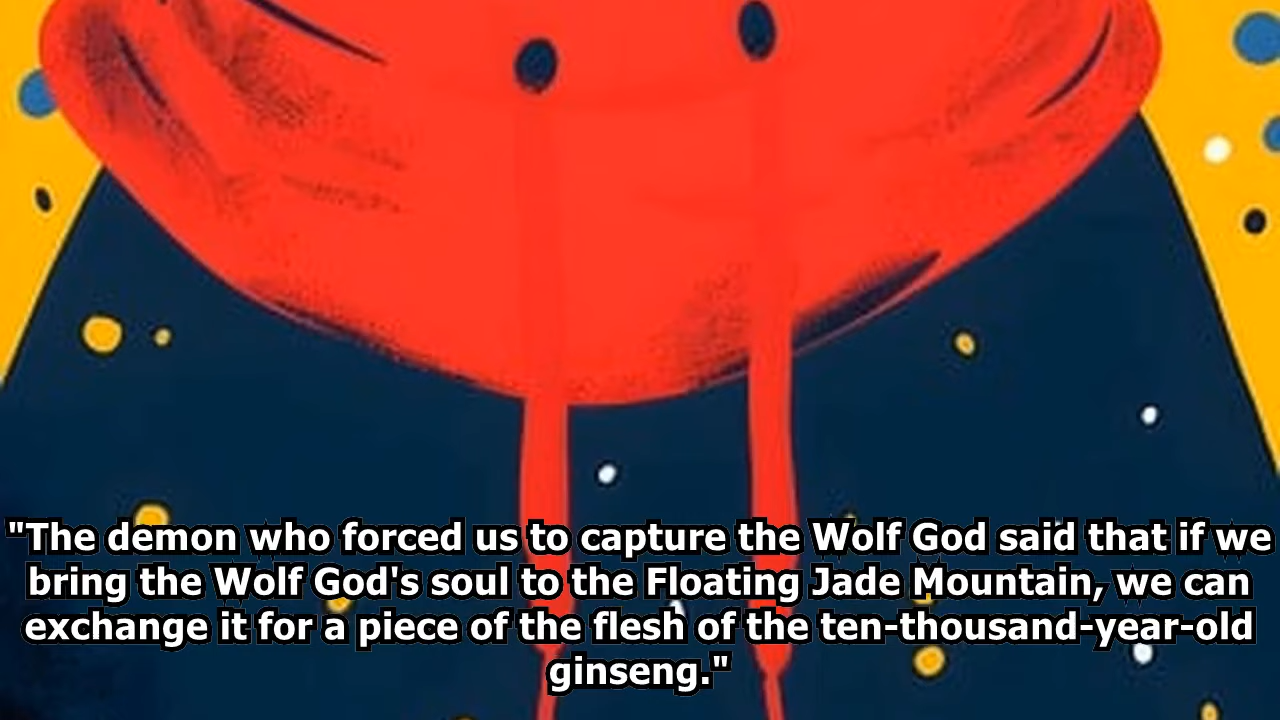 "The demon who forced us to capture the Wolf God said that if we
bring the Wolf God's soul to the Floating Jade Mountain, we can
exchange it for a piece of the flesh of the ten-thousand-year-old
ginseng."